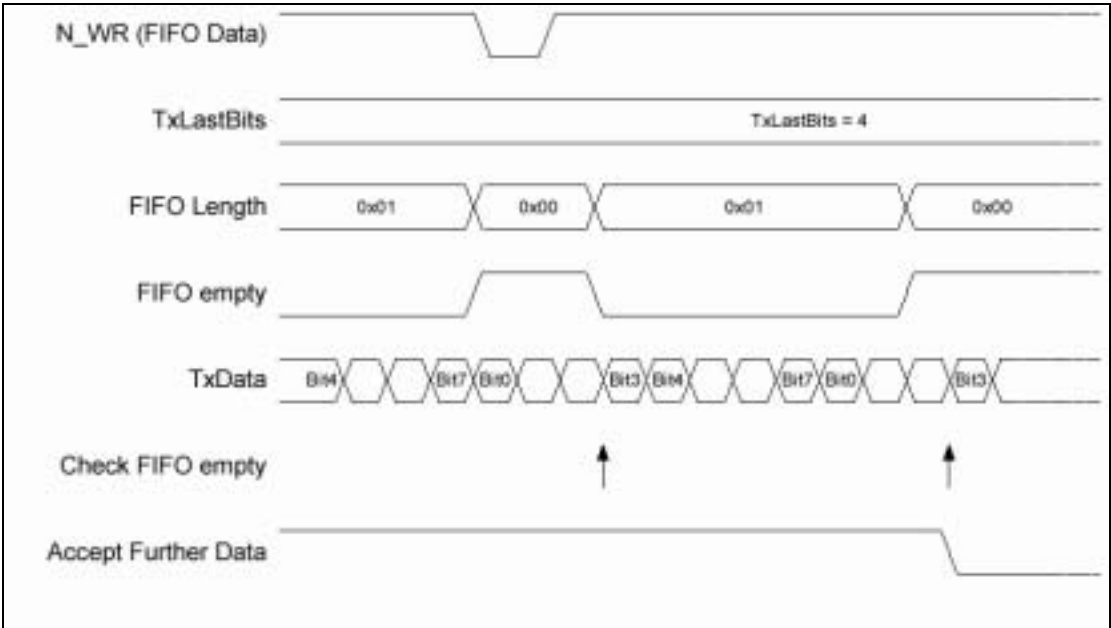 N_WR (FIFO Data)
TxLastBits
TxLastBits = 4
FIFO Length
0x01
0x00
0x01
0x00
FIFO empty
TxData
Bit4
Bit7
Bit0
Bit3
Bit4
Bit7
Bit0
Bit3
Check FIFO empty
Accept Further Data